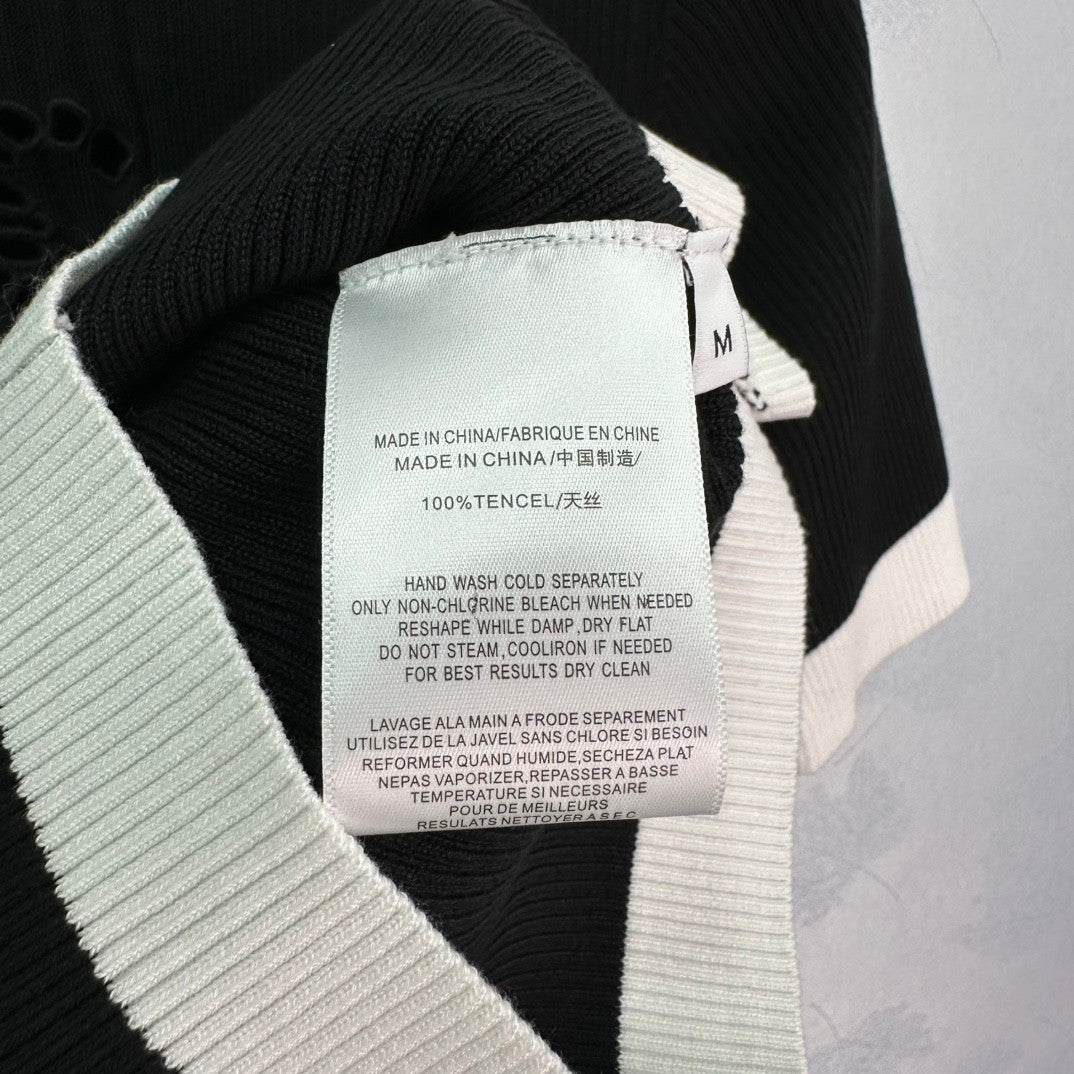 M
MADE IN CHINA/FABRIQUE EN CHINE
MADE IN CHINA/中国制造/
100%TENCEL/天丝
HAND WASH COLD SEPARATELY
ONLY NON-CHLORINE BLEACH WHEN NEEDED
RESHAPE WHILE DAMP,DRY FLAT
DO NOT STEAM,COOLIRON IF NEEDED
FOR BEST RESULTS DRY CLEAN
LAVAGE ALA MAIN A FRODE SEPAREMENT
UTILISEZ DE LA JAVEL SANS CHLORE SI BESOIN
REFORMER QUAND HUMIDE,SECHEZA PLAT
NEPAS VAPORIZER,REPASSER A BASSE
TEMPERATURE SI NECESSAIRE
POUR DE MEILLEURS
RESULATS NETTOYER A S E C